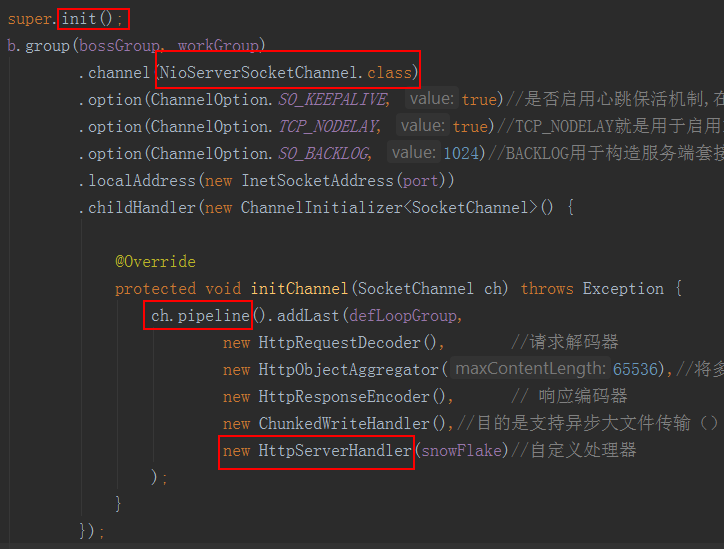 super.init();
b.group(bossGroup, workGroup)
.channel(NioServerSocketChannel.class)
.option(ChannelOption.SO_KEEPALIVE, value: true)//是否启用心跳保活机制,在
.option(ChannelOption.TCP_NODELAY, value: true)//TCP_NODELAY就是用于启用
.option(ChannelOption.SO_BACKLOG, value: 1024)//BACKLOG用于构造服务端套接
.localAddress(new InetSocketAddress(port))
.childHandler(new ChannelInitializer<SocketChannel>() {
@Override
protected void initChannel(SocketChannel ch) throws Exception {
ch.pipeline().addLast(defLoopGroup,
new HttpRequestDecoder(), //请求解码器
new HttpObjectAggregator( maxContentLength: 65536),//将多
new HttpResponseEncoder(), // 响应编码器
new ChunkedWriteHandler(),//目的是支持异步大文件传输（）
new HttpServerHandler(snowFlake)//自定义处理器
);
}
});